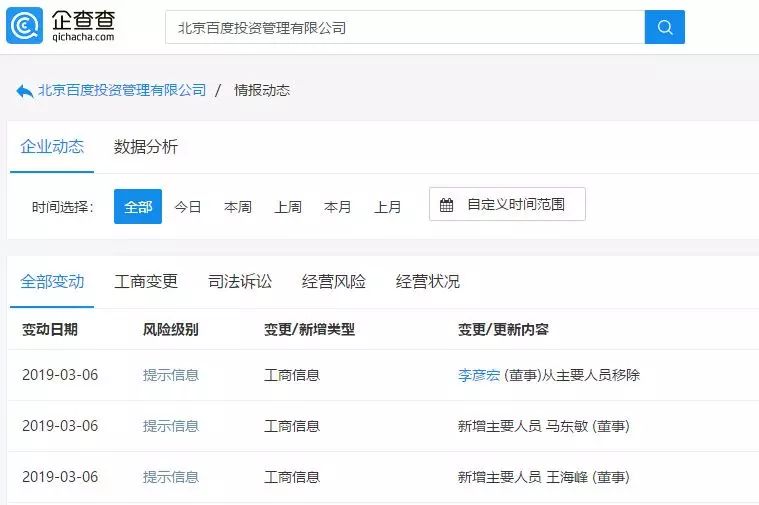 企查查
qichacha.com
北京百度投资管理有限公司
北京百度投资管理有限公司 / 情报动态
企业动态 数据分析
时间选择： 全部 今日 本周 上周 本月 上月 自定义时间范围
全部变动 工商变更 司法诉讼 经营风险 经营状况
变动日期 风险级别 变更/新增类型 变更/更新内容
2019-03-06 提示信息 工商信息 李彦宏 (董事)从主要人员移除
2019-03-06 提示信息 工商信息 新增主要人员 马东敏 (董事)
2019-03-06 提示信息 工商信息 新增主要人员 王海峰 (董事)